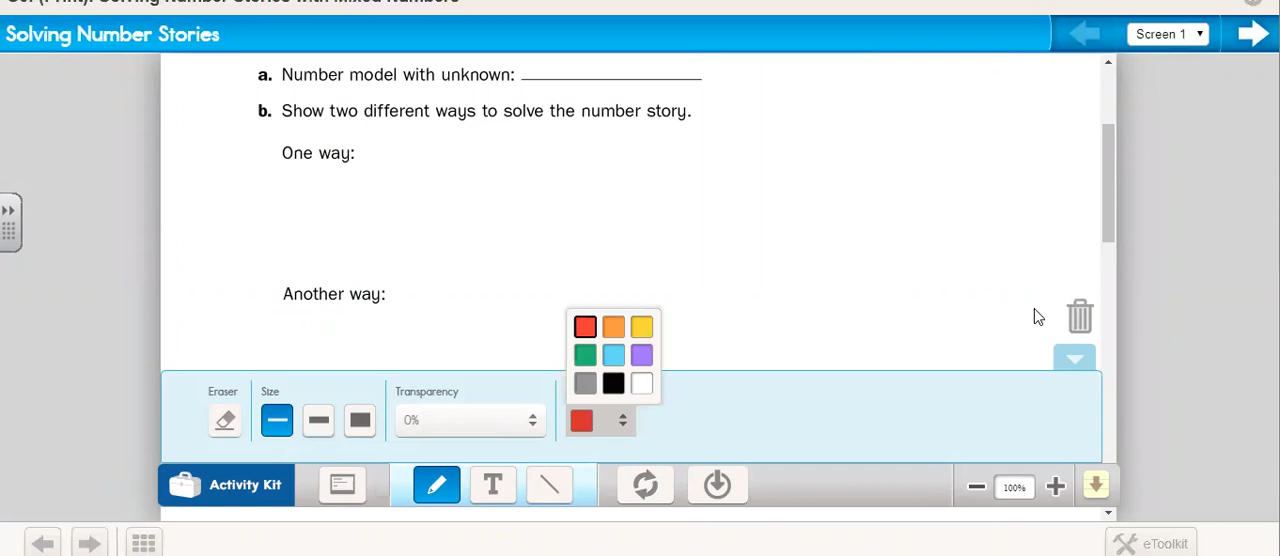 Solving Number Stories
Screen 1
a. Number model with unknown:
b. Show two different ways to solve the number story.
One way:
Another way:
Eraser
Size
Transparency
0%
Activity Kit
T
100%
eToolkit